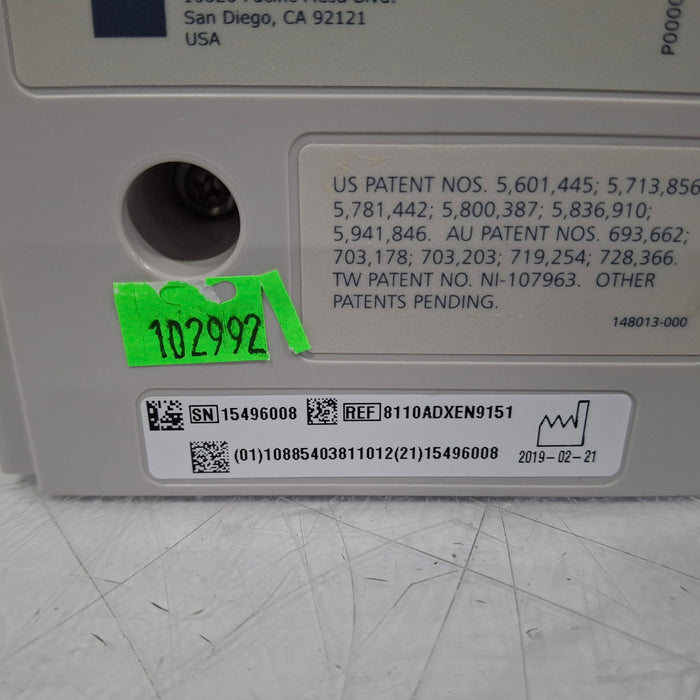 San Diego, CA 92121
USA
P000
US PATENT NOS. 5,601,445; 5,713,856
5,781,442; 5,800,387; 5,836,910;
5,941,846. AU PATENT NOS. 693,662;
703,178; 703,203; 719,254; 728,366.
TW PATENT NO. NI-107963. OTHER
PATENTS PENDING.
148013-000
102992
SN 15496008 REF 8110ADXEN9151
(01)10885403811012(21)15496008
2019-02-21